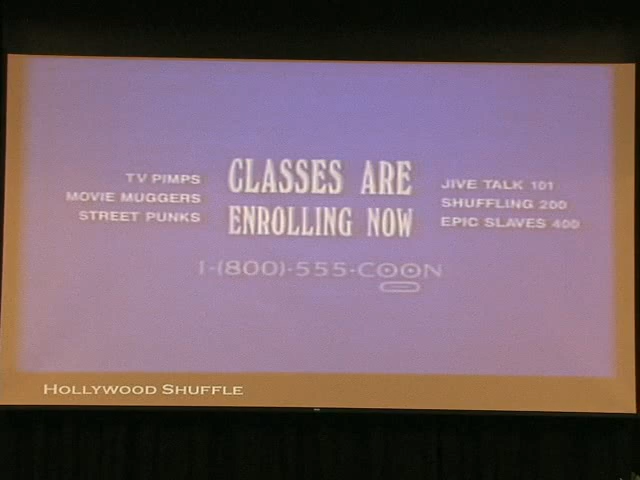 TV PIMPS
MOVIE MUGGERS
STREET PUNKS
CLASSES ARE
ENROLLING NOW
JIVE TALK 101
SHUFFLING 200
EPIC SLAVES 400
1-(800)-555-COON
HOLLYWOOD SHUFFLE